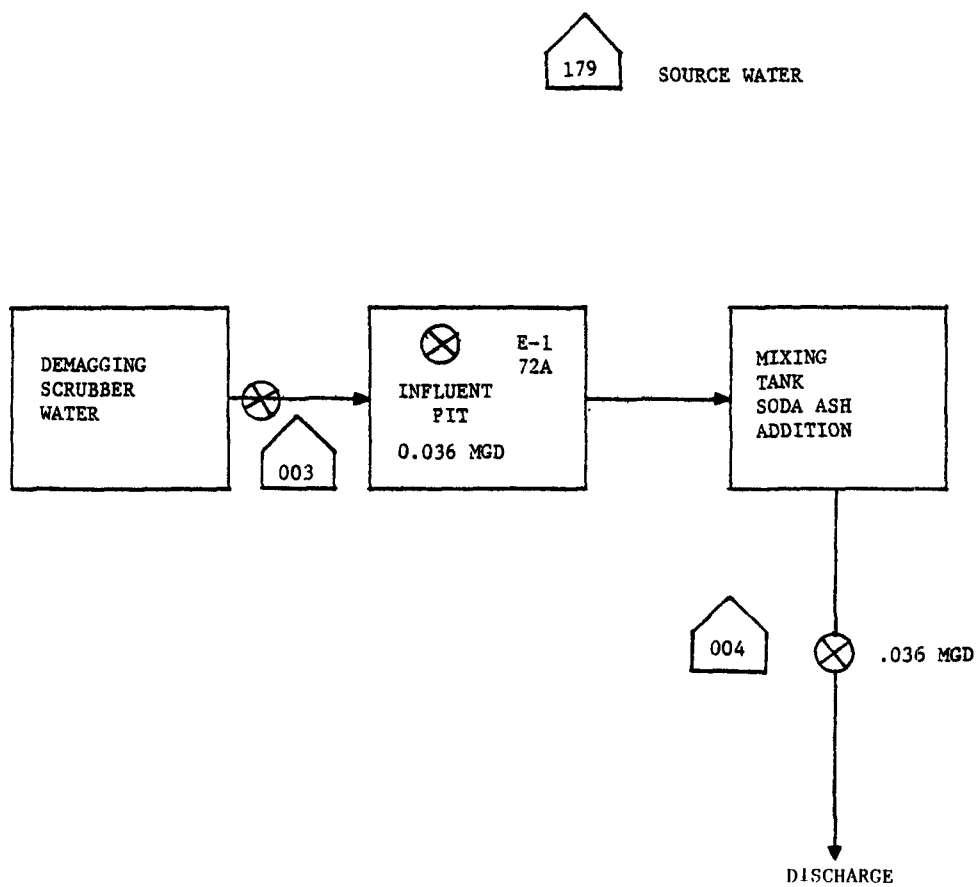 179
SOURCE WATER
DEMAGGING
SCRUBBER
WATER
003
E-1
72A
INFLUENT
PIT
0.036 MGD
MIXING
TANK
SODA ASH
ADDITION
004
.036 MGD
DISCHARGE